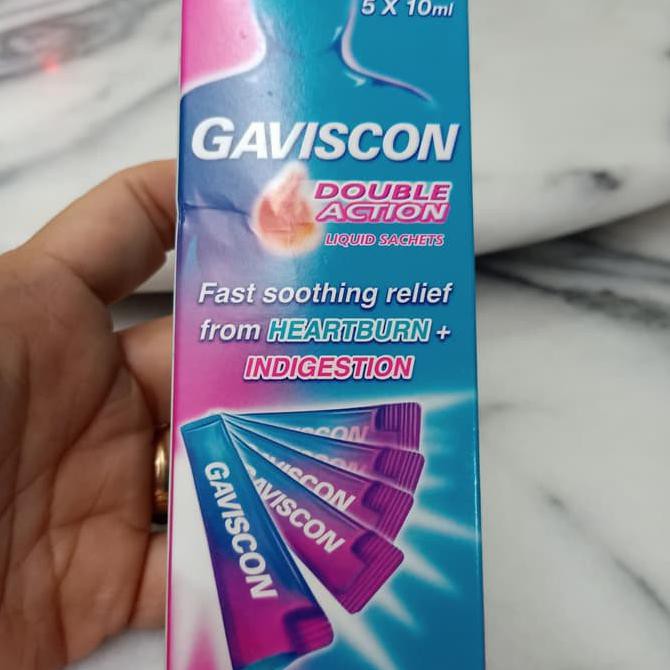 5 X 10ml
GAVISCON
DOUBLE
ACTION
LIQUID SACHETS
Fast soothing relief
from HEARTBURN +
INDIGESTION
GAVISCON
GAVISCON